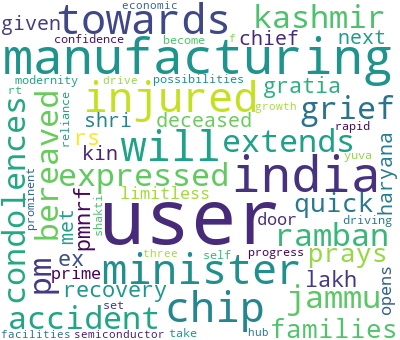 economic
given towards kashmir
confidence become f chief next
manufacturing
rt modernity drive possibilities gratia
reliance injured growth grief
shri deceased rapid
bereaved rs will extends yuva
kin expressed india haryana
condolences limitless quick
prominent met pmnrf shakti user door driving
ramban
pm ex three self prays
prime minister progress lakh opens
recovery chip jammu
accident set hub families
facilities semiconductor take